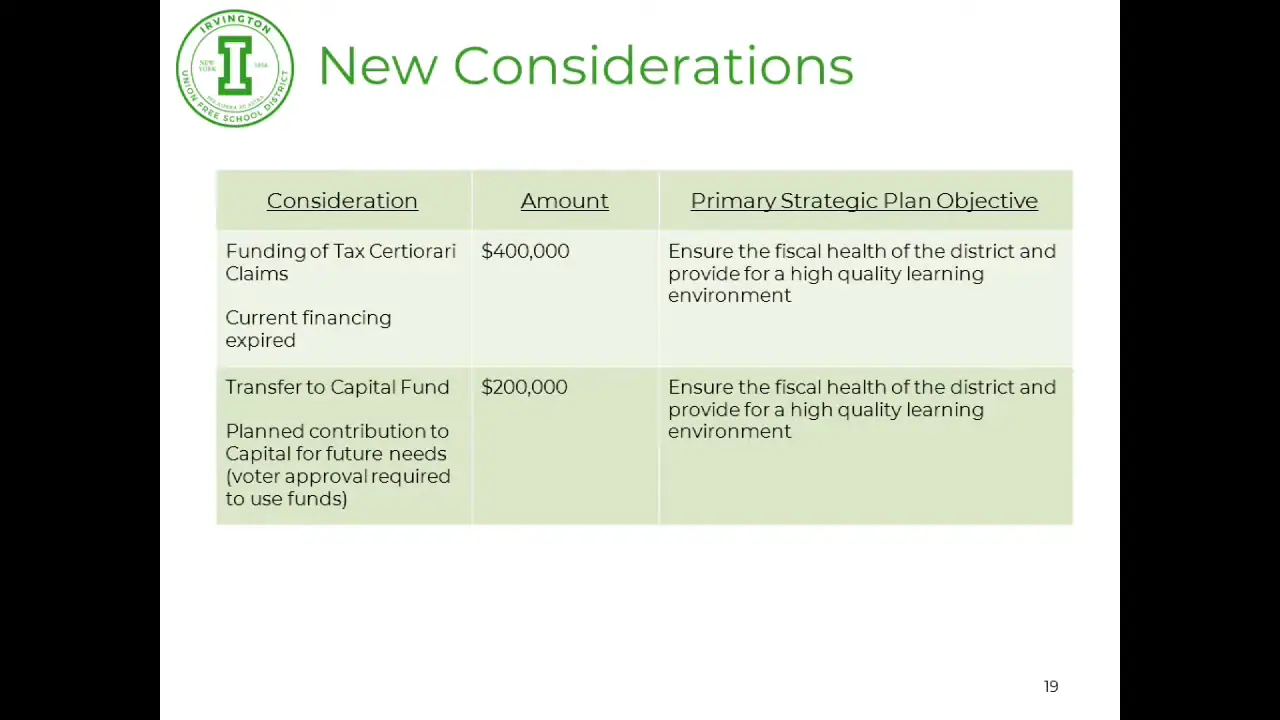 IRVINGTON
NEW YORK
1854
UNION FREE SCHOOL DISTRICT
New Considerations
Consideration
Amount
Primary Strategic Plan Objective
Funding of Tax Certiorari
Claims
Current financing
expired
$400,000
Ensure the fiscal health of the district and
provide for a high quality learning
environment
Transfer to Capital Fund
Planned contribution to
Capital for future needs
(voter approval required
to use funds)
$200,000
Ensure the fiscal health of the district and
provide for a high quality learning
environment
19